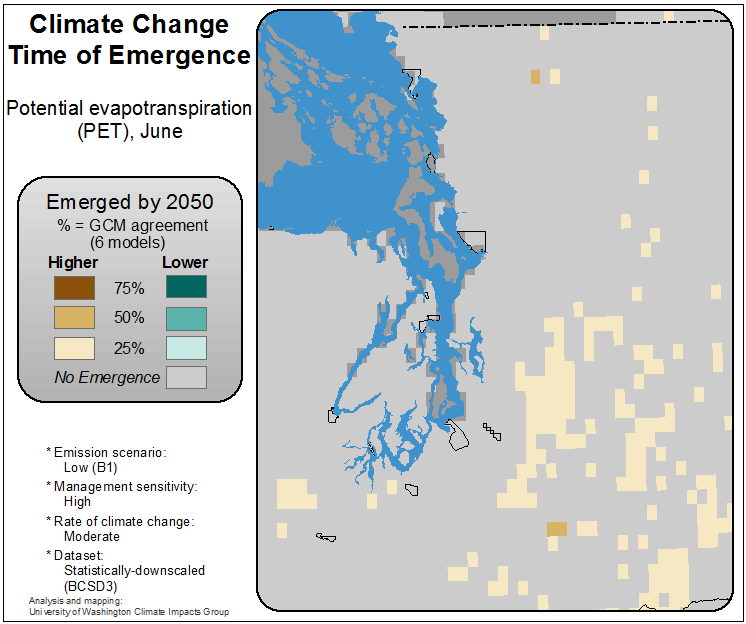 Climate Change
Time of Emergence
Potential evapotranspiration
(PET), June
Emerged by 2050
% = GCM agreement
(6 models)
Higher Lower
75%
50%
25%
No Emergence
* Emission scenario:
Low (B1)
* Management sensitivity:
High
* Rate of climate change:
Moderate
* Dataset:
Statistically-downscaled
(BCSD3)
Analysis and mapping:
University of Washington Climate Impacts Group